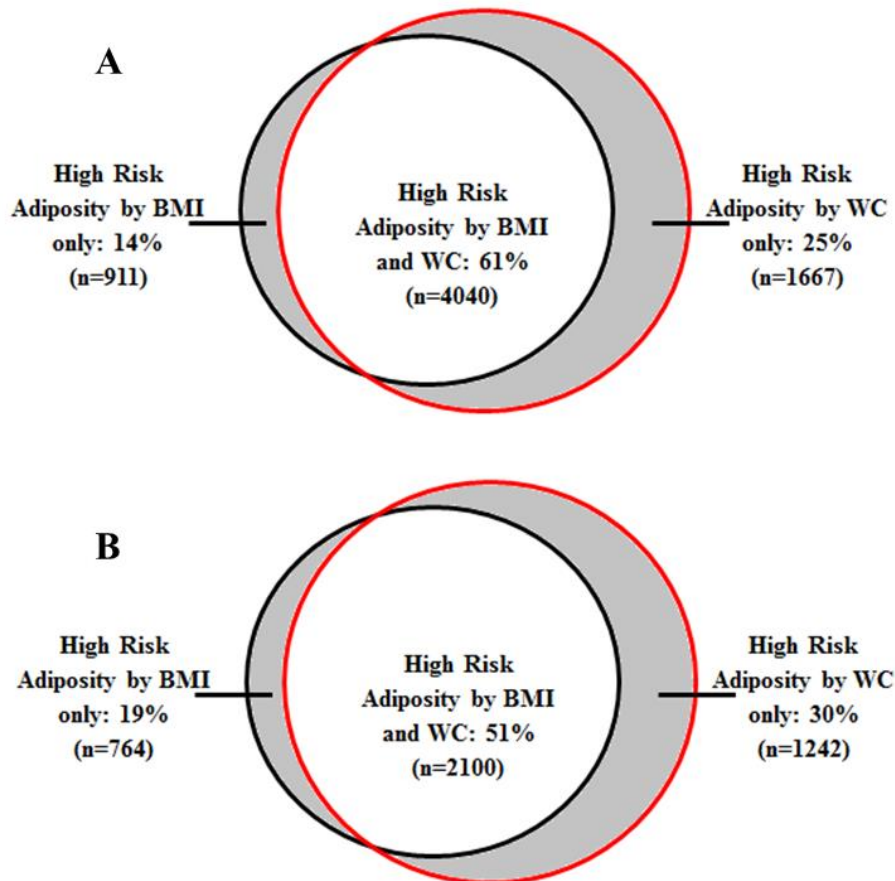 A
High Risk
Adiposity by BMI
only: 14%
(n=911)
High Risk
Adiposity by BMI
and WC: 61%
(n=4040)
High Risk
Adiposity by WC
only: 25%
(n=1667)
B
High Risk
Adiposity by BMI
only: 19%
(n=764)
High Risk
Adiposity by BMI
and WC: 51%
(n=2100)
High Risk
Adiposity by WC
only: 30%
(n=1242)